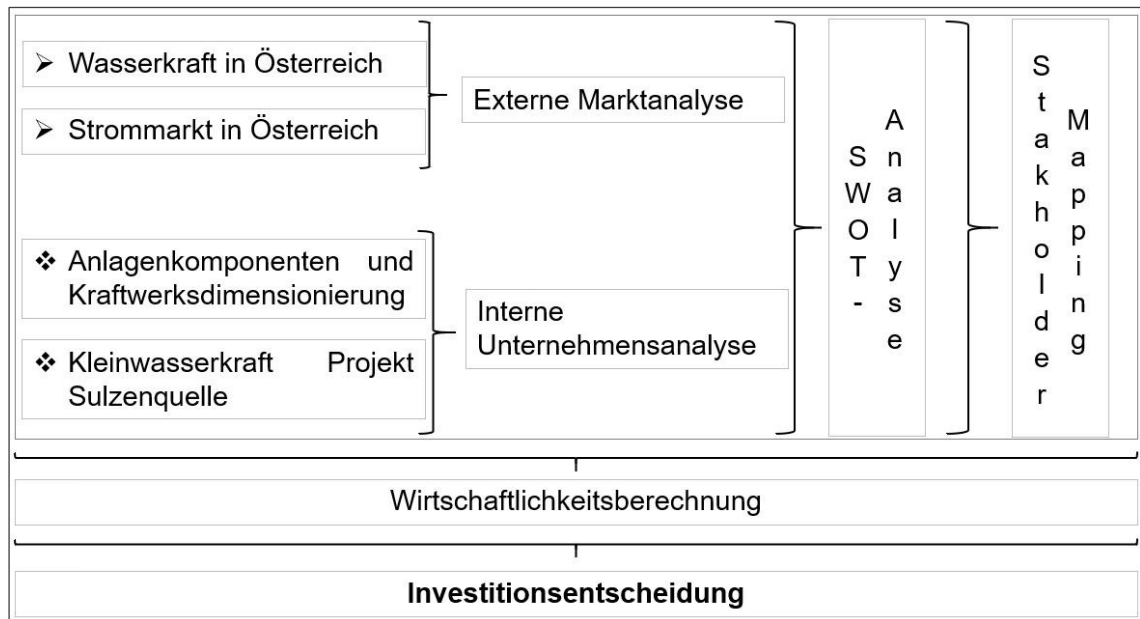 ➢ Wasserkraft in Österreich
➢ Strommarkt in Österreich
Externe Marktanalyse
❖ Anlagenkomponenten und
Kraftwerksdimensionierung
❖ Kleinwasserkraft Projekt
Sulzenquelle
Interne
Unternehmensanalyse
SWOT-
Analyse
Stakholder
Mapping
Wirtschaftlichkeitsberechnung
Investitionsentscheidung